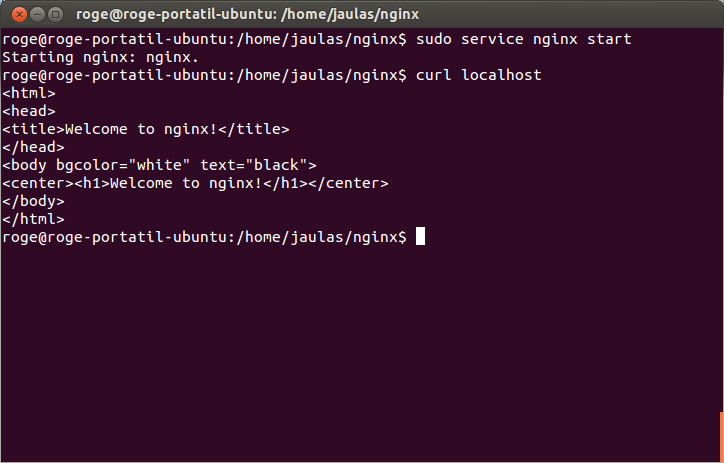 roge@roge-portatil-ubuntu: /home/jaulas/nginx
roge@roge-portatil-ubuntu:/home/jaulas/nginx$ sudo service nginx start
Starting nginx: nginx.
roge@roge-portatil-ubuntu:/home/jaulas/nginx$ curl localhost
<html>
<head>
<title>Welcome to nginx!</title>
</head>
<body bgcolor="white" text="black">
<center><h1>Welcome to nginx!</h1></center>
</body>
</html>
roge@roge-portatil-ubuntu:/home/jaulas/nginx$